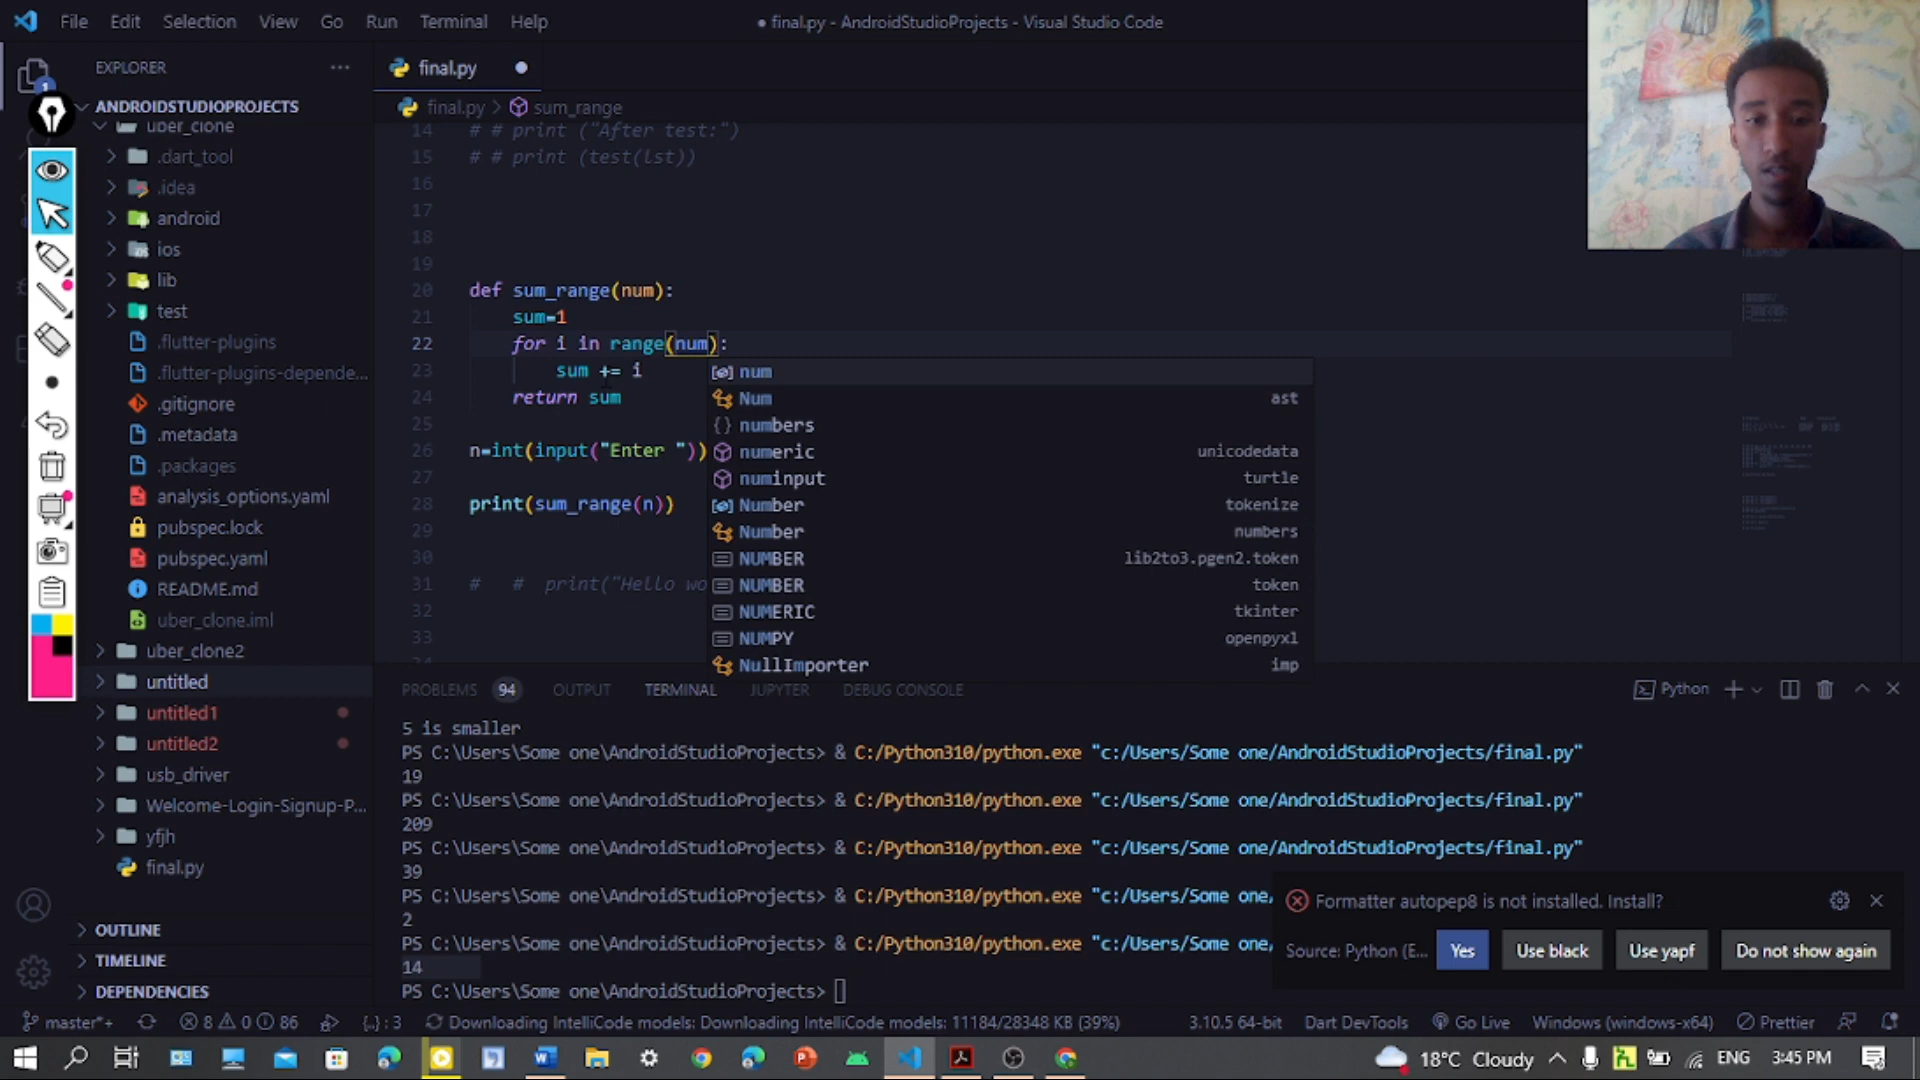 File Edit Selection View Go Run Terminal Help
● final.py - AndroidStudioProjects - Visual Studio Code
EXPLORER
final.py
ANDROIDSTUDIOPROJECTS
final.py > sum_range
uber_clone
.dart_tool
.idea
android
ios
lib
test
.flutter-plugins
.flutter-plugins-depende...
.gitignore
.metadata
.packages
analysis_options.yaml
pubspec.lock
pubspec.yaml
README.md
uber_clone.iml
uber_clone2
untitled
untitled1
untitled2
usb_driver
Welcome-Login-Signup-P...
yfjh
final.py
OUTLINE
TIMELINE
DEPENDENCIES
14 # # print ("After test:")
15 # # print (test(lst))
16
17
18
19
20 def sum_range(num):
21 sum=1
22 for i in range(num):
23 sum += i
24 return sum
25
26 n=int(input("Enter "))
27
28 print(sum_range(n))
29
30
31 # # print("Hello wo
32
33
num
Num ast
numbers
numeric unicodedata
numinput turtle
Number tokenize
Number numbers
NUMBER lib2to3.pgen2.token
NUMBER token
NUMERIC tkinter
NUMPY openpyxl
NullImporter imp
PROBLEMS 94 OUTPUT TERMINAL JUPYTER DEBUG CONSOLE
Python
5 is smaller
PS C:\Users\Some one\AndroidStudioProjects> & C:/Python310/python.exe "c:/Users/Some one/AndroidStudioProjects/final.py"
19
PS C:\Users\Some one\AndroidStudioProjects> & C:/Python310/python.exe "c:/Users/Some one/AndroidStudioProjects/final.py"
209
PS C:\Users\Some one\AndroidStudioProjects> & C:/Python310/python.exe "c:/Users/Some one/AndroidStudioProjects/final.py"
39
PS C:\Users\Some one\AndroidStudioProjects> & C:/Python310/python.exe "c:/Users/Some one/
2
PS C:\Users\Some one\AndroidStudioProjects> & C:/Python310/python.exe "c:/Users/Some one/
14
PS C:\Users\Some one\AndroidStudioProjects>
Formatter autopep8 is not installed. Install?
Source: Python (E... Yes Use black Use yapf Do not show again
master*+ 8 0 86 {..}: 3 Downloading IntelliCode models: Downloading IntelliCode models: 11184/28348 KB (39%) 3.10.5 64-bit Dart DevTools Go Live Windows (windows-x64) Prettier
18°C Cloudy ENG 3:45 PM